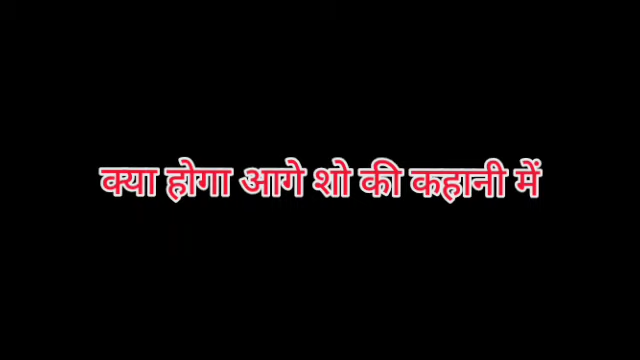 क्या होगा आगे शो की कहानी में